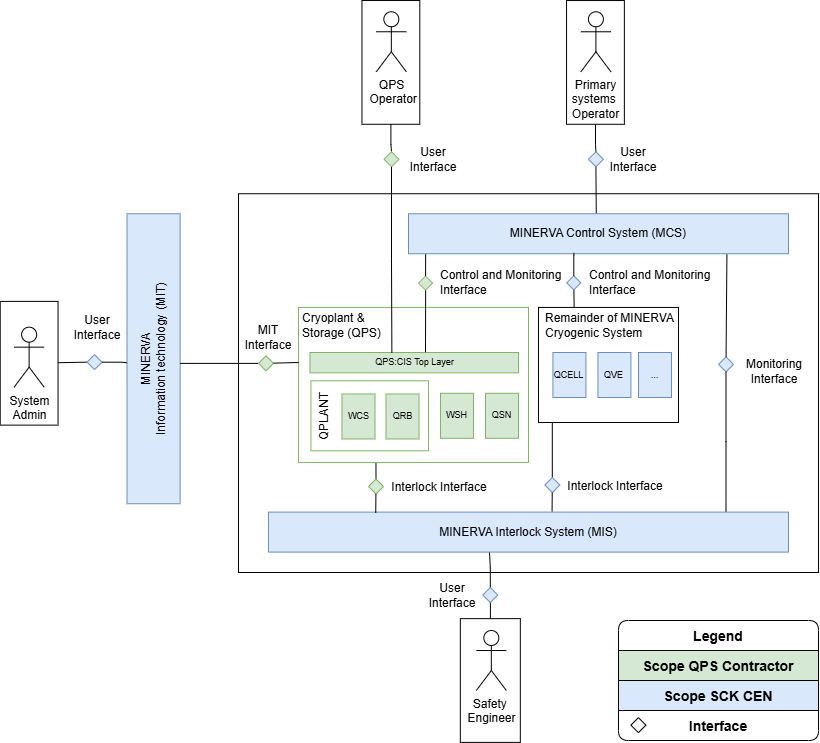 QPS
Operator
Primary
systems
Operator
User
Interface
User
Interface
MINERVA Control System (MCS)
Control and Monitoring
Interface
Control and Monitoring
Interface
MINERVA
Information technology (MIT)
User
Interface
System
Admin
MIT
Interface
Cryoplant &
Storage (QPS)
QPS:CIS Top Layer
QPLANT
WCS
QRB
WSH
QSN
Remainder of MINERVA
Cryogenic System
QCELL
QVE
...
Monitoring
Interface
Interlock Interface
Interlock Interface
MINERVA Interlock System (MIS)
User
Interface
Safety
Engineer
Legend
Scope QPS Contractor
Scope SCK CEN
Interface